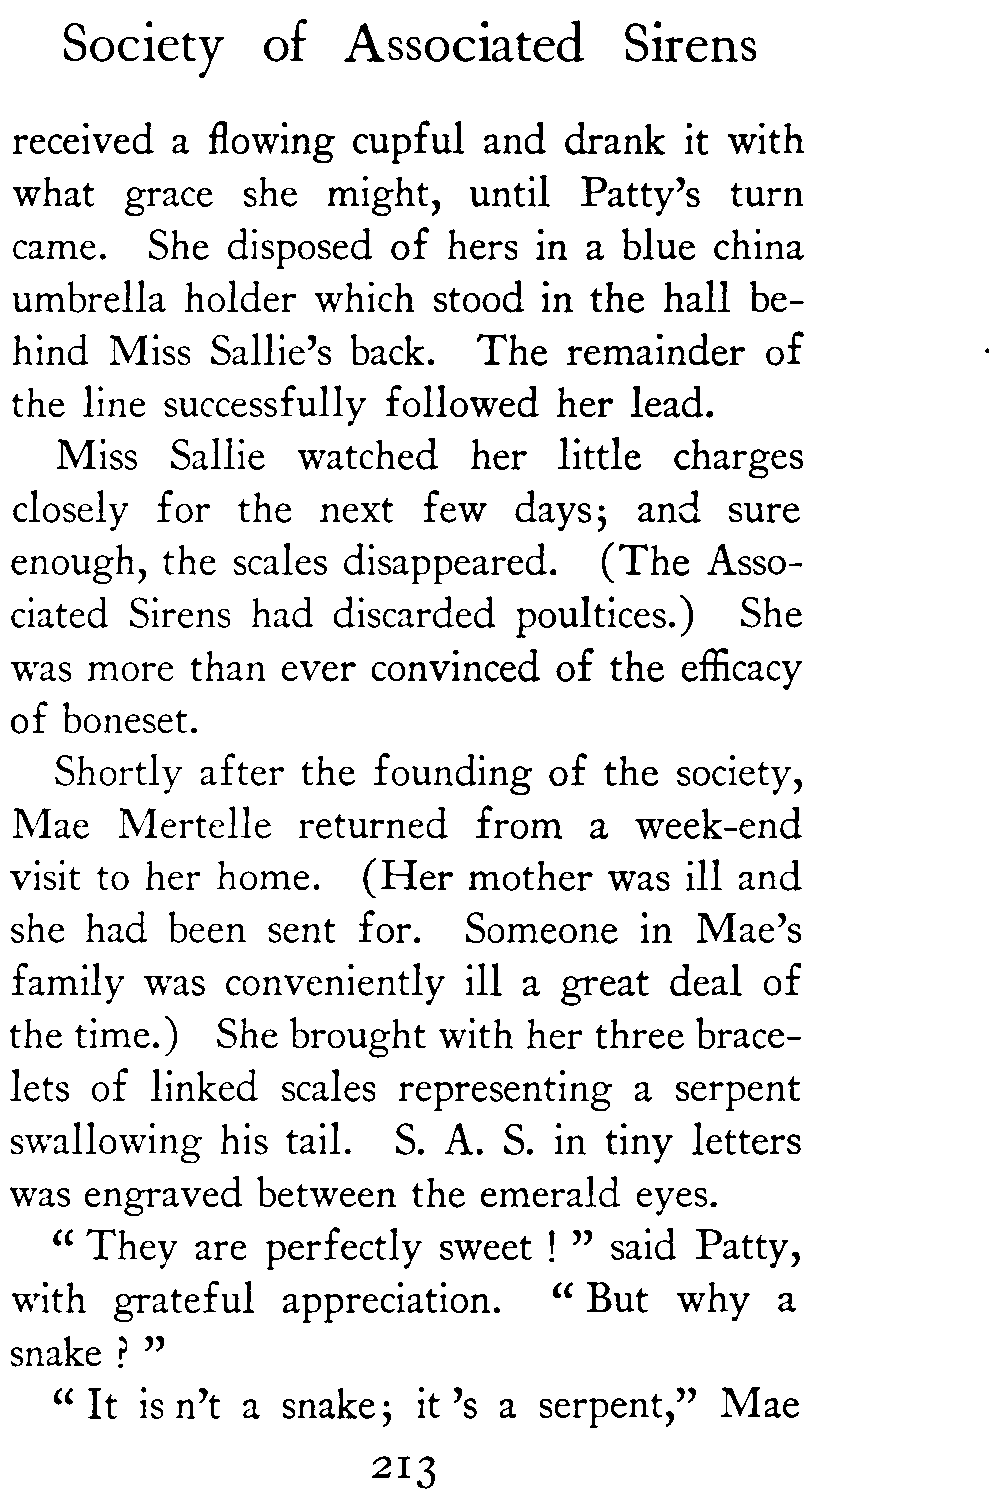 Society of Associated Sirens
received a flowing cupful and drank it with
what grace she might, until Patty’s turn
came. She disposed of hers in a blue china
umbrella holder which stood in the hall be-
hind Miss Sallie’s back. The remainder of
the line successfully followed her lead.
Miss Sallie watched her little charges
closely for the next few days; and sure
enough, the scales disappeared. (The Asso-
ciated Sirens had discarded poultices.) She
was more than ever convinced of the efficacy
of boneset.
Shortly after the founding of the society,
Mae Mertelle returned from a week-end
visit to her home. (Her mother was ill and
she had been sent for. Someone in Mae’s
family was conveniently ill a great deal of
the time.) She brought with her three brace-
lets of linked scales representing a serpent
swallowing his tail. S. A. S. in tiny letters
was engraved between the emerald eyes.
“ They are perfectly sweet ! ” said Patty,
with grateful appreciation. “ But why a
snake ? ”
“ It is n’t a snake; it ’s a serpent,” Mae
213